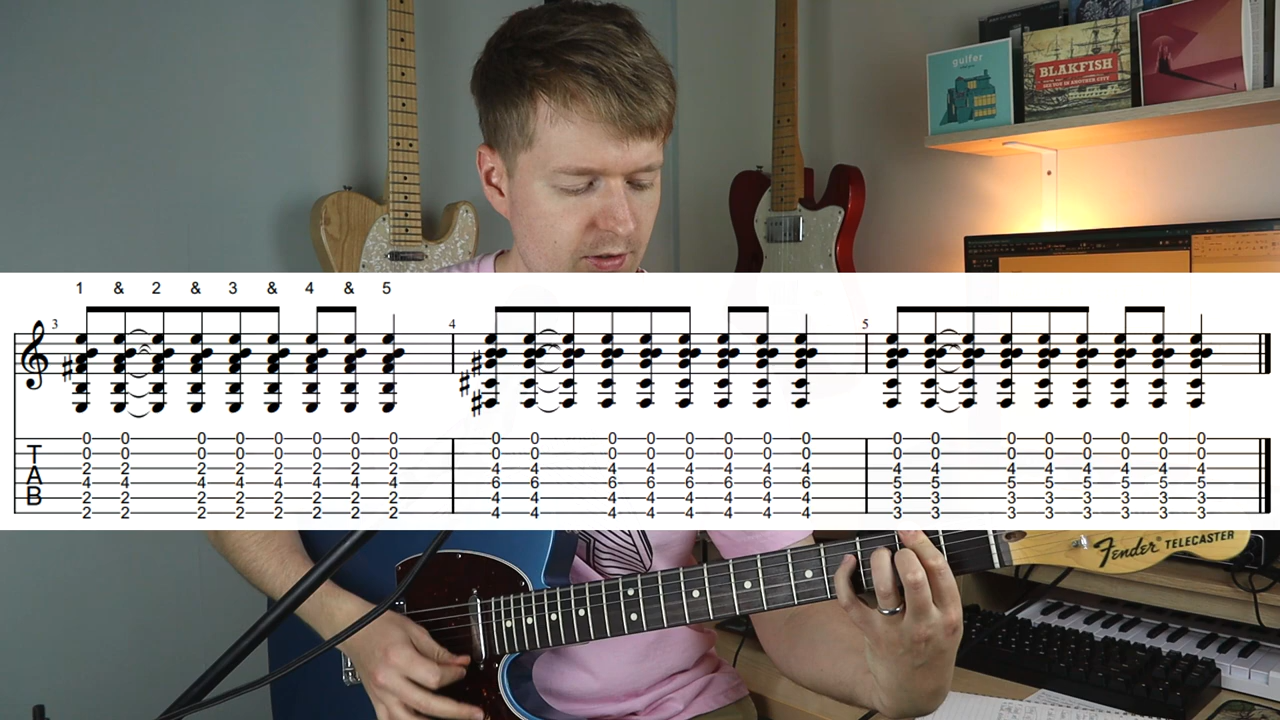 gulfer
BLAKFISH
SEE YOU IN ANOTHER CITY
1 & 2 & 3 & 4 & 5
3 4 5
T
A
B
0 0 0 0 0 0 0 0 0 0 0 0 0 0 0 0 0 0 0 0 0 0 0 0
0 0 0 0 0 0 0 0 0 0 0 0 0 0 0 0 0 0 0 0 0 0 0 0
2 2 2 2 2 2 2 2 4 4 4 4 4 4 4 4 4 4 4 4 4 4 4 4
4 4 4 4 4 4 4 4 6 6 6 6 6 6 6 6 5 5 5 5 5 5 5 5
2 2 2 2 2 2 2 2 4 4 4 4 4 4 4 4 3 3 3 3 3 3 3 3
2 2 2 2 2 2 2 2 4 4 4 4 4 4 4 4 3 3 3 3 3 3 3 3
Fender TELECASTER